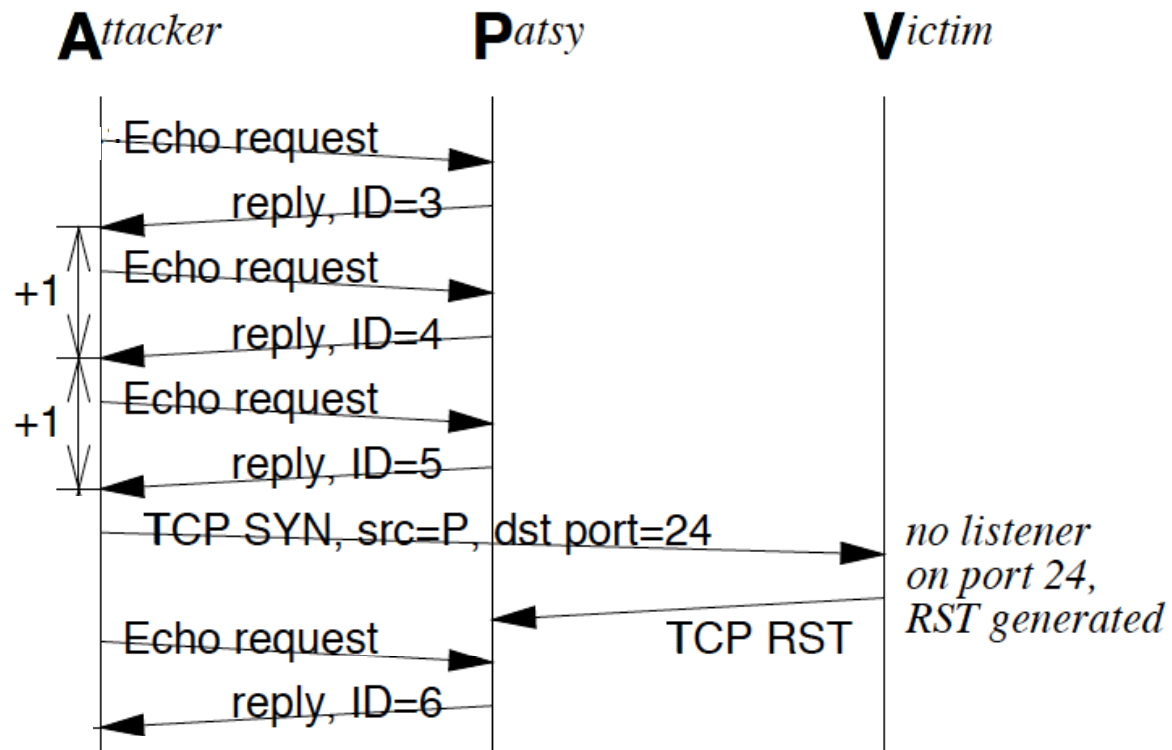 Attacker Patsy Victim
Echo request
reply, ID=3
+1
Echo request
reply, ID=4
+1
Echo request
reply, ID=5
TCP SYN, src=P, dst port=24
no listener
on port 24,
RST generated
TCP RST
Echo request
reply, ID=6